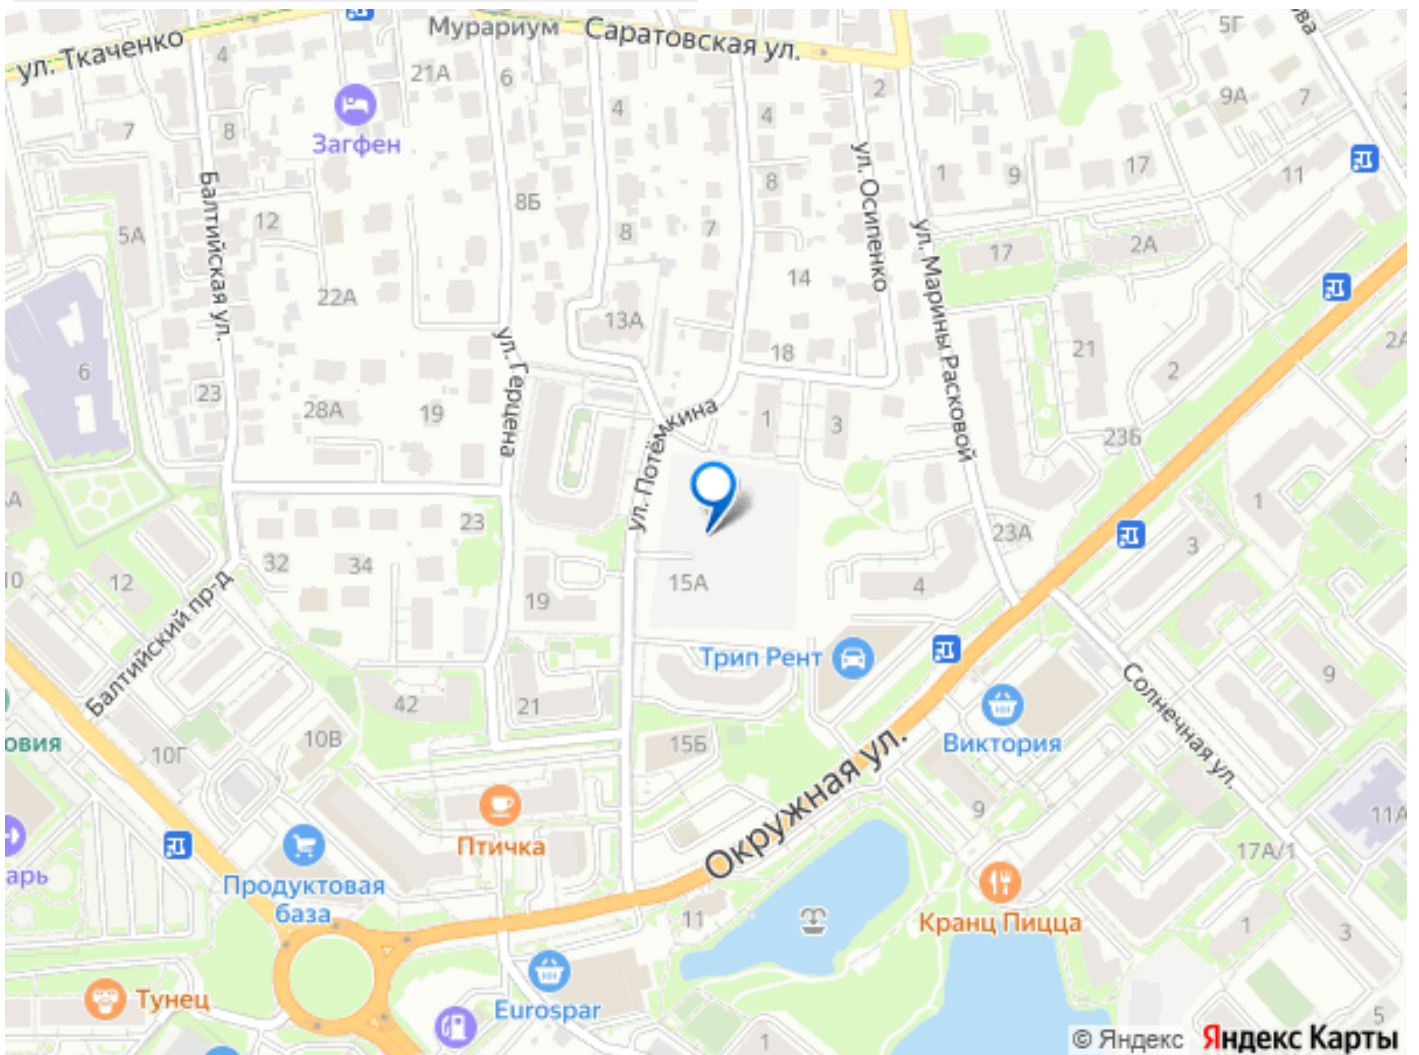 Мурариум
Саратовская ул.
ул. Ткаченко
ва
5Г
4
21А
6
4
4
2
9А
7
Загфен
7
8
Балтийская ул.
ул. Осипенко
1
9
17
11
8
8Б
12
5А
8
7
ул. Марины Расковой
17
2А
14
22А
13А
ул. Герцена
18
21
2
2А
6
23
28А
19
ул. Потёмкина
1
3
23Б
1
23
23А
3
10
12
32
34
15А
4
19
Балтийский пр-д
Трип Рент
Солнечная ул.
9
42
21
овия
10Г
10В
15Б
Виктория
Окружная ул.
9
11А
Птичка
арь
17А/1
Продуктовая
база
11
Кранц Пицца
1
3
Тунец
Eurospar
5
1
© Яндекс Яндекс Карты